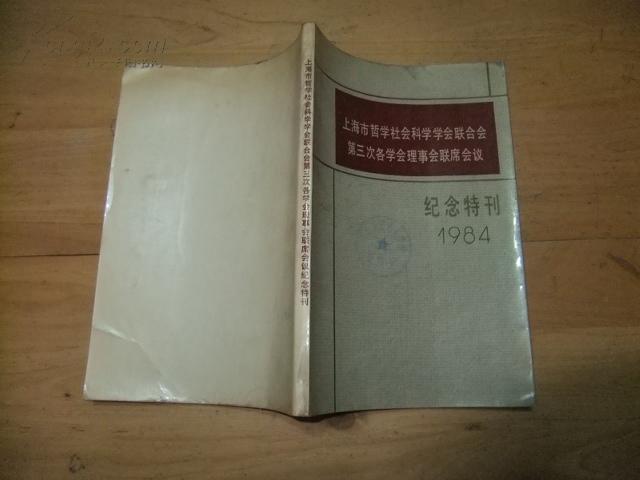 上海市哲学社会科学学会联合会
第三次各学会理事会联席会议
纪念特刊
1984
上海市哲学社会科学学会联合会第三次各学会理事会联席会议纪念特刊